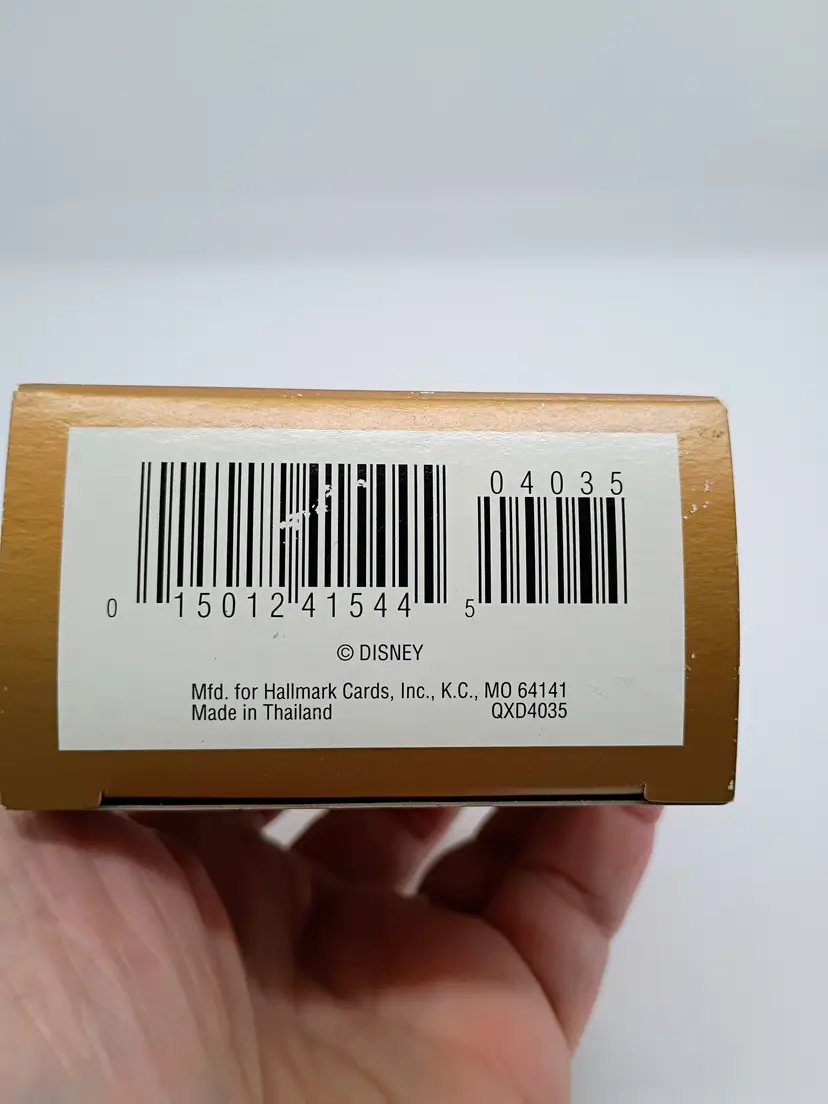 04035
0 15012 41544 5
© DISNEY
Mfd. for Hallmark Cards, Inc., K.C., MO 64141
Made in Thailand QXD4035